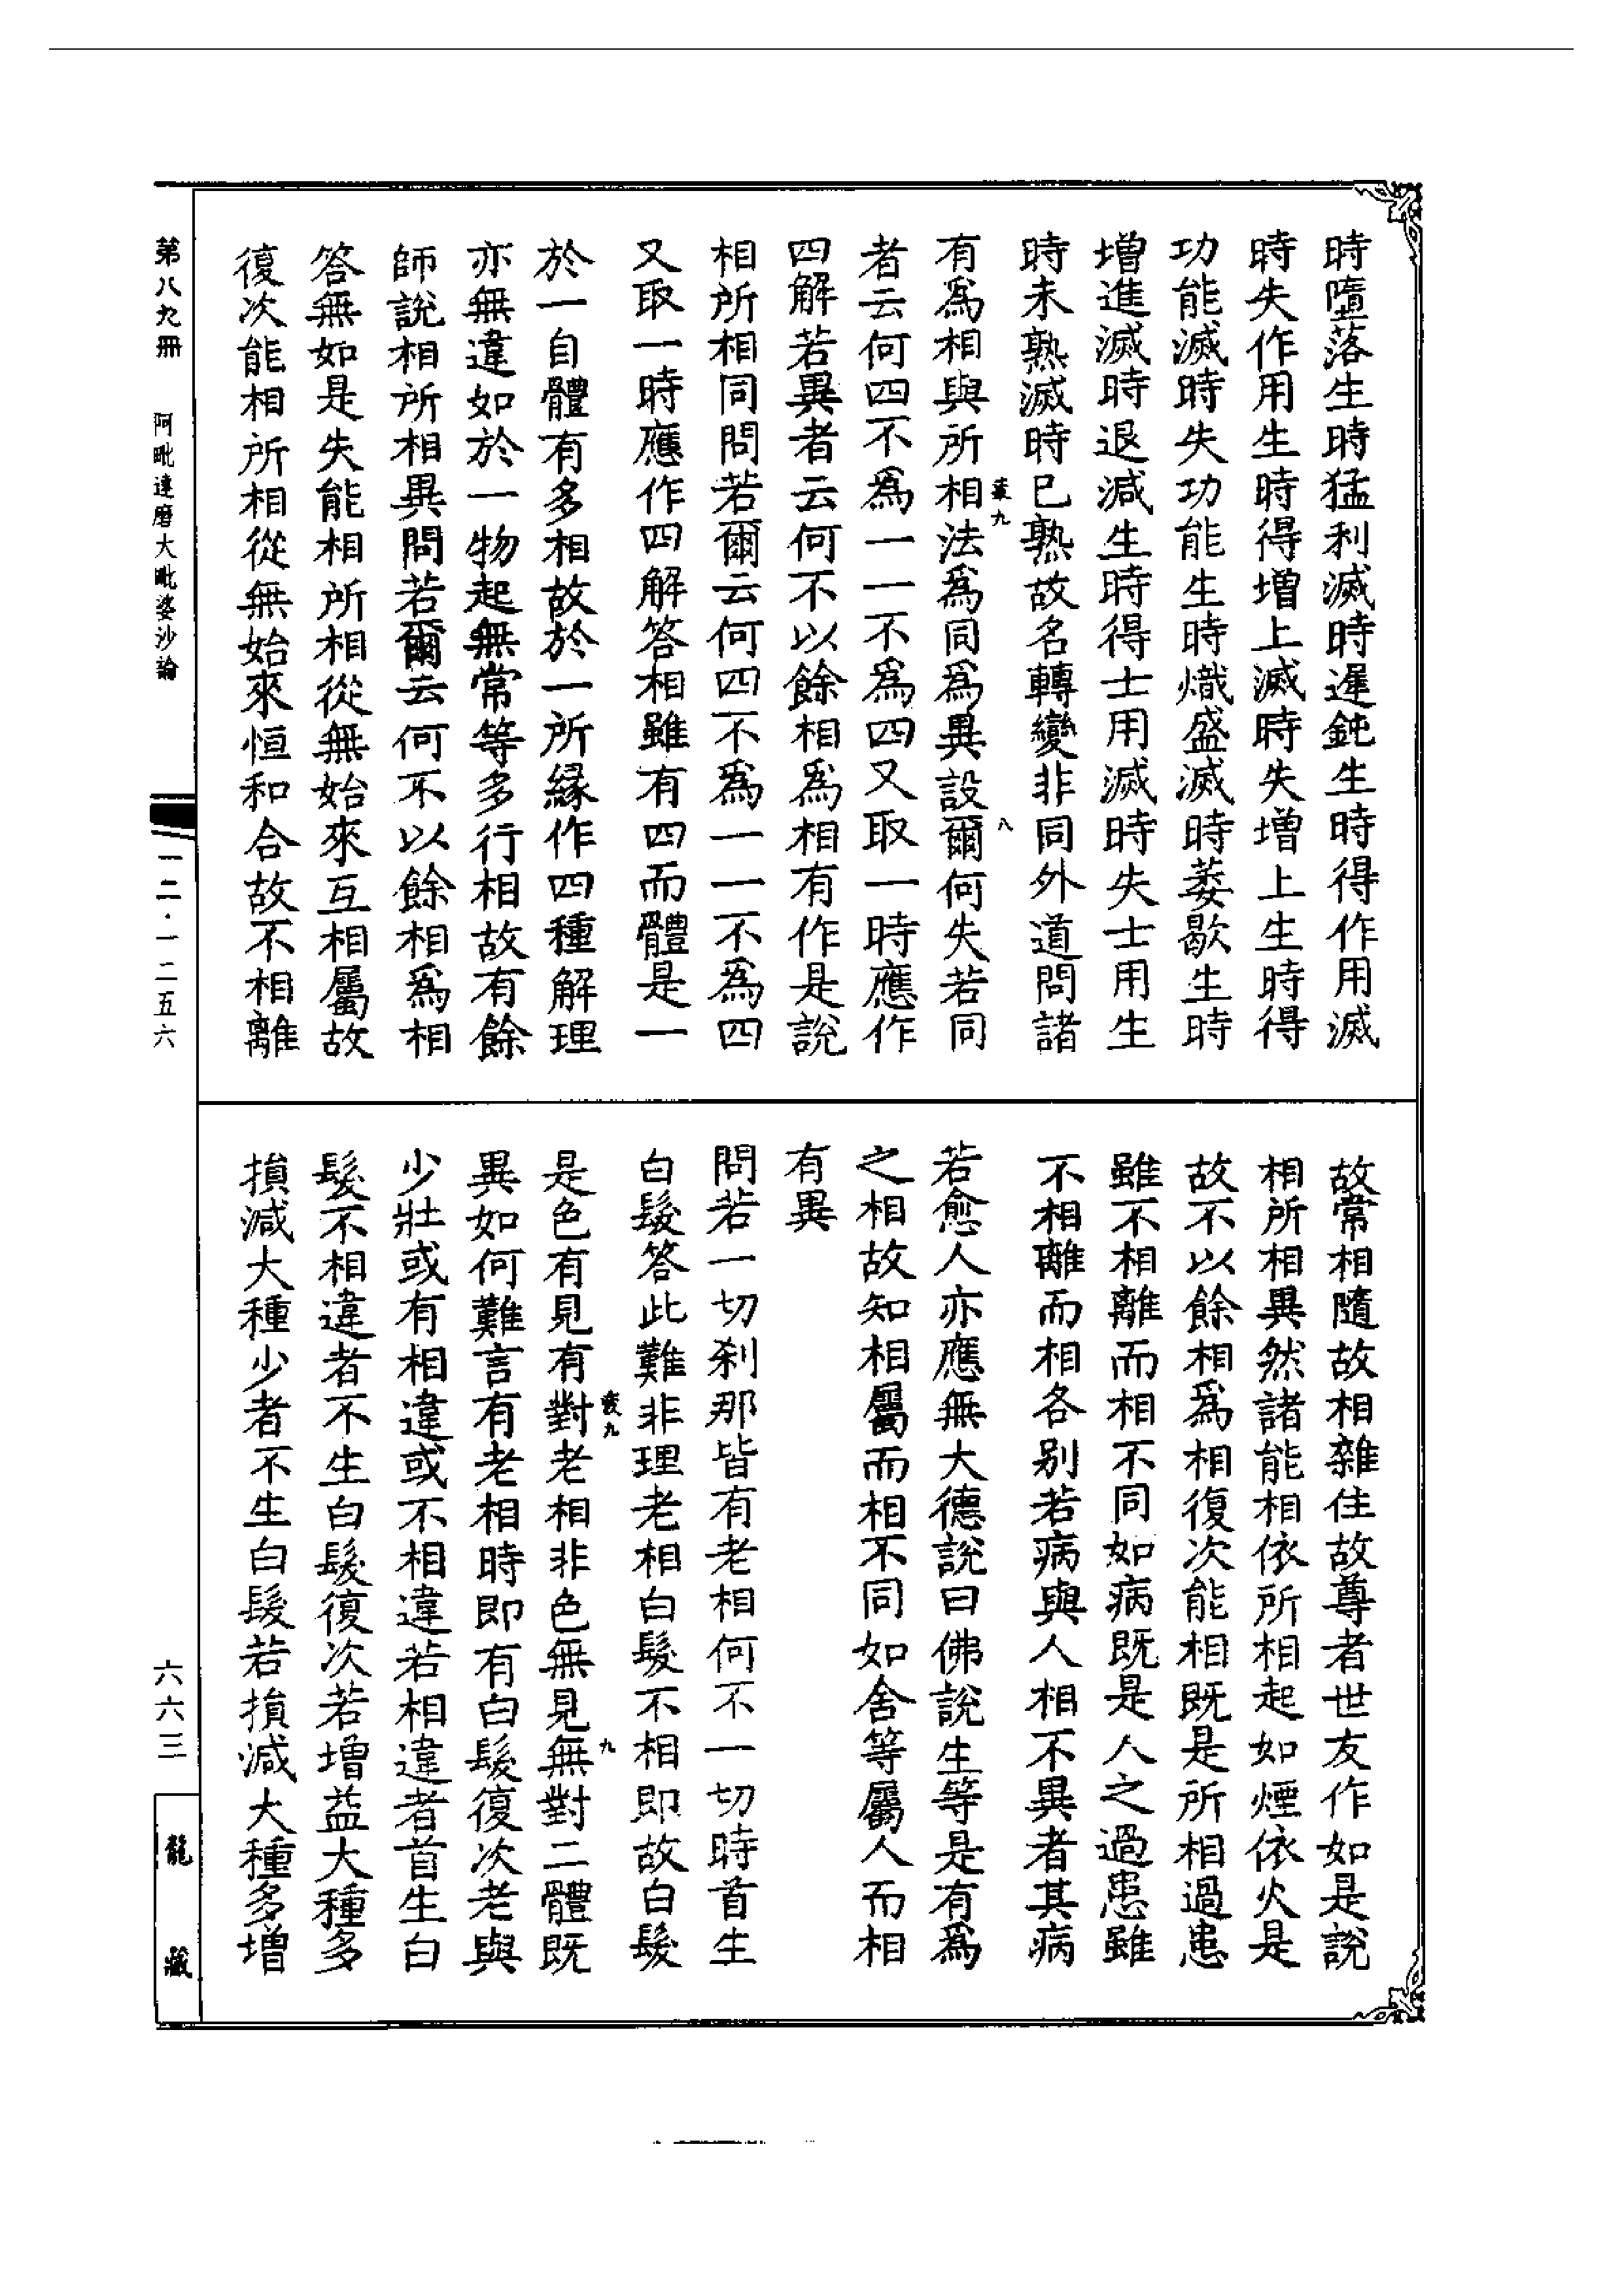 時墮落生時猛利滅時遲鈍生時得作用滅
時失作用生時得增上滅時失增上生時得
功能滅時失功能生時熾盛滅時萎歇生時
增進滅時退減生時得士用滅時失士用生
時未熟滅時已熟故名轉變非同外道問諸
有爲相與所相法爲同爲異設爾何失若同
者云何四不爲一一不爲四又取一時應作
四解若異者云何不以餘相爲相有作是說
相所相同問若爾云何四不爲一一不爲四
又取一時應作四解答相雖有四而體是一
於一自體有多相故於一所緣作四種解理
亦無違如於一物起無常等多行相故有餘
師說相所相異問若爾云何不以餘相爲相
答無如是失能相所相從無始來互相屬故
復次能相所相從無始來恒和合故不相離
九
八
故常相隨故相雜住故尊者世友作如是說
相所相異然諸能相依所相起如煙依火是
故不以餘相爲相復次能相既是所相過患
雖不相離而相不同如病既是人之過患雖
不相離而相各別若病與人相不異者其病
若愈人亦應無大德說曰佛說生等是有爲
之相故知相屬而相不同如舍等屬人而相
有異
問若一切剎那皆有老相何不一切時首生
白髮答此難非理老相白髮不相即故白髮
是色有見有對老相非色無見無對二體既
異如何難言有老相時即有白髮復次老與
少壯或有相違或不相違若相違者首生白
髮不相違者不生白髮復次若增益大種多
損減大種少者不生白髮若損減大種多增
九
九
第八九冊 阿毗達磨大毗婆沙論
一二·一二五六
六六三
龍藏